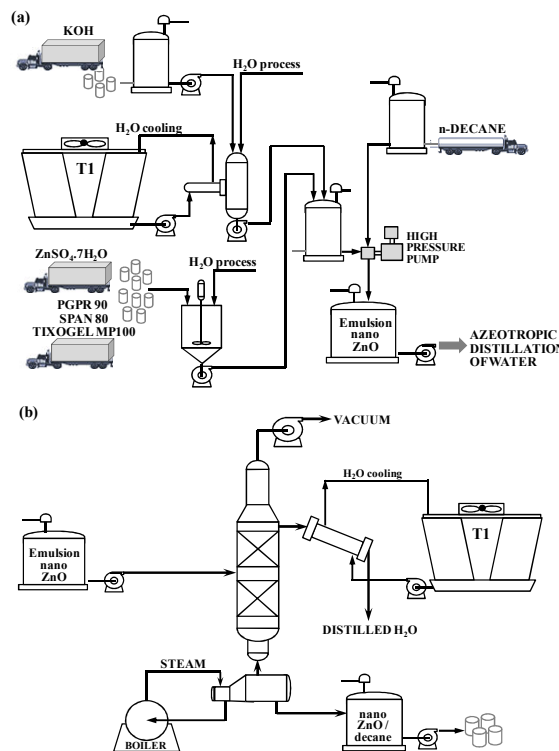 (a)
KOH
H2O process
H2O cooling
T1
n-DECANE
ZnSO4.7H2O
PGPR 90
SPAN 80
TIXOGEL MP100
H2O process
HIGH
PRESSURE
PUMP
Emulsion
nano
ZnO
AZEOTROPIC
DISTILLATION
OFWATER
(b)
VACUUM
H2O cooling
T1
Emulsion
nano
ZnO
DISTILLED H2O
STEAM
BOILER
nano
ZnO /
decane